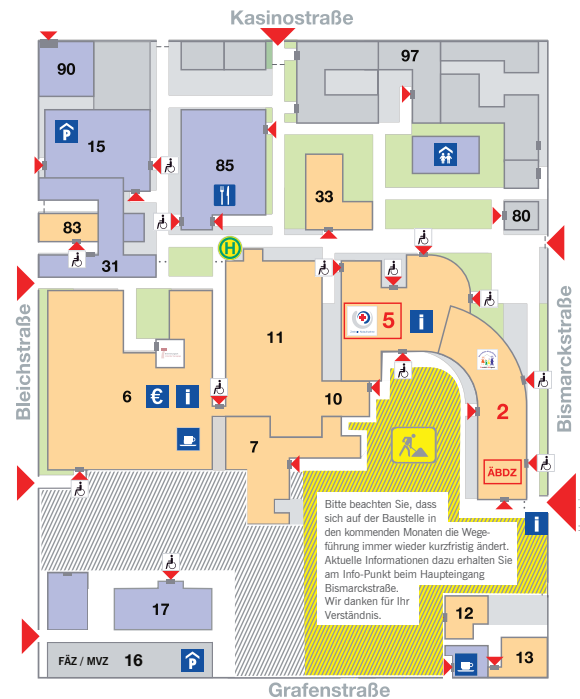 Kasinostraße
90
97
P
15
85
33
80
83
31
H
Bleichstraße
Bismarckstraße
5
i
11
6
€
i
10
2
7
ÄBDZ
i
Bitte beachten Sie, dass
sich auf der Baustelle in
den kommenden Monaten die Wege-
führung immer wieder kurzfristig ändert.
Aktuelle Informationen dazu erhalten Sie
am Info-Punkt beim Haupteingang
Bismarckstraße.
Wir danken für Ihr
Verständnis.
17
12
FÄZ / MVZ
16
P
13
Grafenstraße